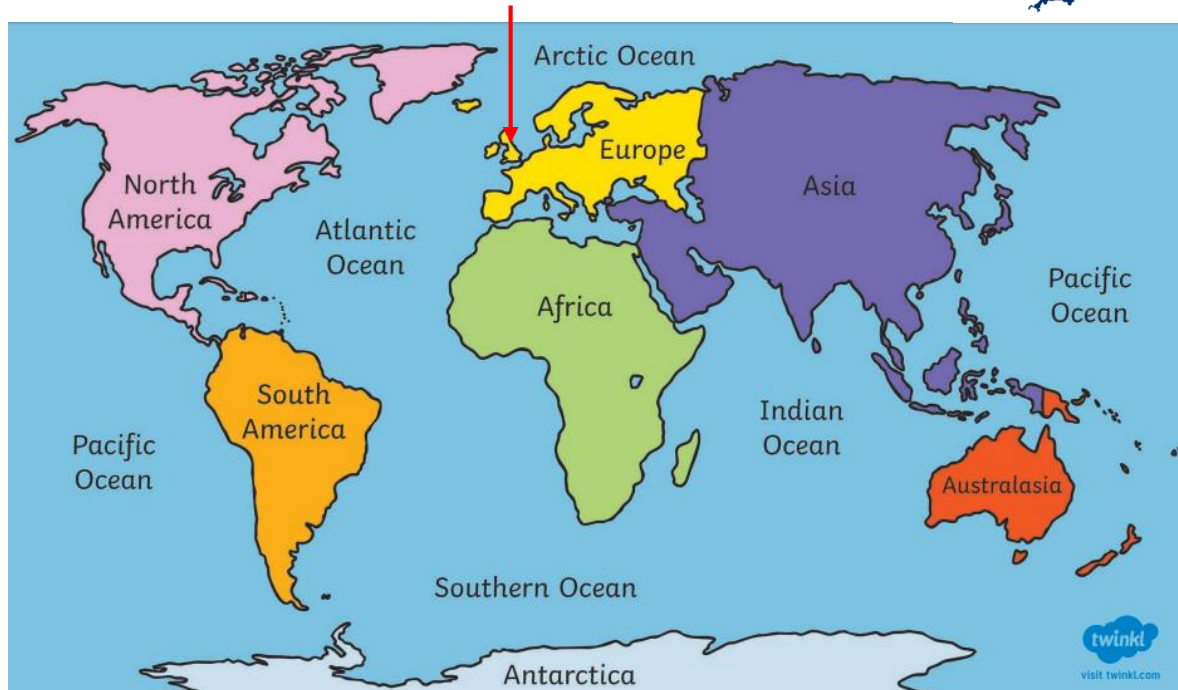 Arctic Ocean
Europe
Asia
North
America
Atlantic
Ocean
Africa
Pacific
Ocean
South
America
Indian
Ocean
Pacific
Ocean
Australasia
Southern Ocean
Antarctica
twinkl
visit twinkl.com